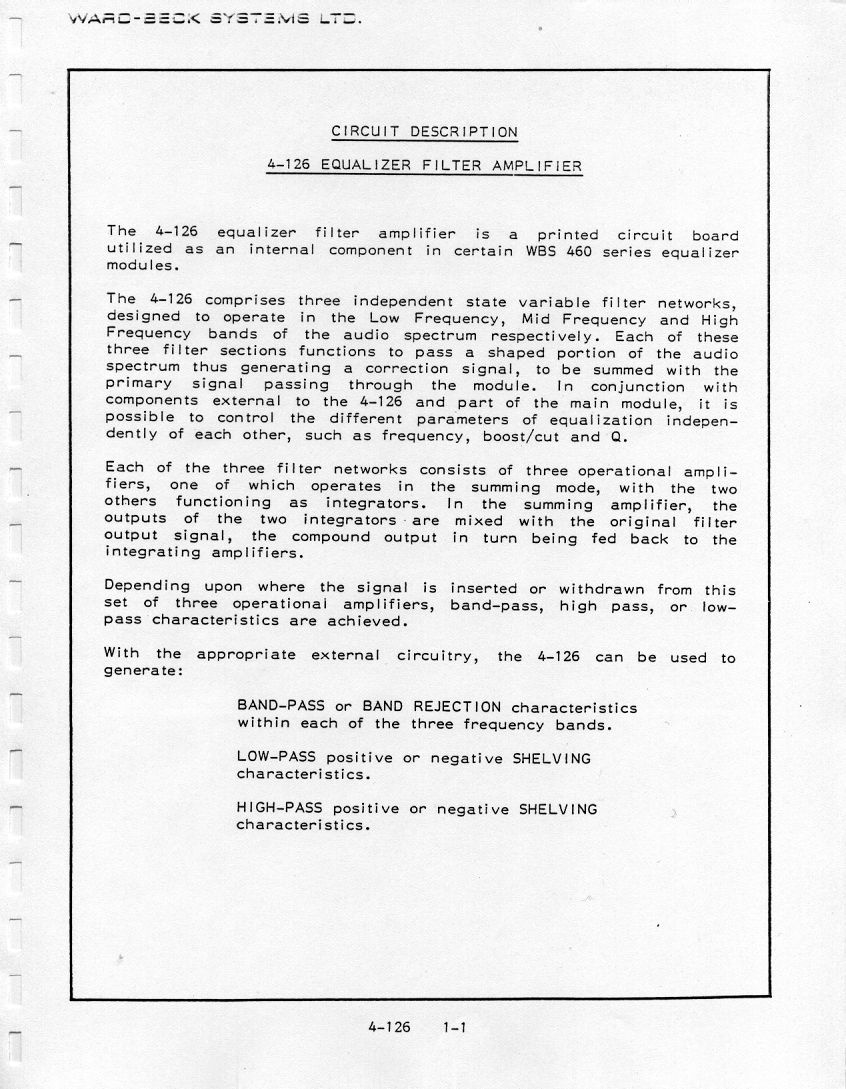 WARD-BECK SYSTEMS LTD.
CIRCUIT DESCRIPTION
4-126 EQUALIZER FILTER AMPLIFIER
The 4-126 equalizer filter amplifier is a printed circuit board
utilized as an internal component in certain WBS 460 series equalizer
modules.
The 4-126 comprises three independent state variable filter networks,
designed to operate in the Low Frequency, Mid Frequency and High
Frequency bands of the audio spectrum respectively. Each of these
three filter sections functions to pass a shaped portion of the audio
spectrum thus generating a correction signal, to be summed with the
primary signal passing through the module. In conjunction with
components external to the 4-126 and part of the main module, it is
possible to control the different parameters of equalization indepen-
dently of each other, such as frequency, boost/cut and Q.
Each of the three filter networks consists of three operational ampli-
fiers, one of which operates in the summing mode, with the two
others functioning as integrators. In the summing amplifier, the
outputs of the two integrators are mixed with the original filter
output signal, the compound output in turn being fed back to the
integrating amplifiers.
Depending upon where the signal is inserted or withdrawn from this
set of three operational amplifiers, band-pass, high pass, or low-
pass characteristics are achieved.
With the appropriate external circuitry, the 4-126 can be used to
generate:
BAND-PASS or BAND REJECTION characteristics
within each of the three frequency bands.
LOW-PASS positive or negative SHELVING
characteristics.
HIGH-PASS positive or negative SHELVING
characteristics.
4-126 1-1